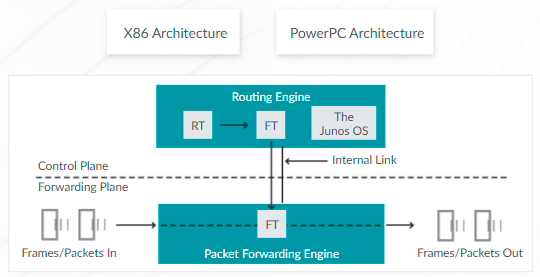 X86 Architecture
PowerPC Architecture
Routing Engine
RT
FT
The
Junos OS
Internal Link
Control Plane
Forwarding Plane
FT
Frames/Packets In
Packet Forwarding Engine
Frames/Packets Out